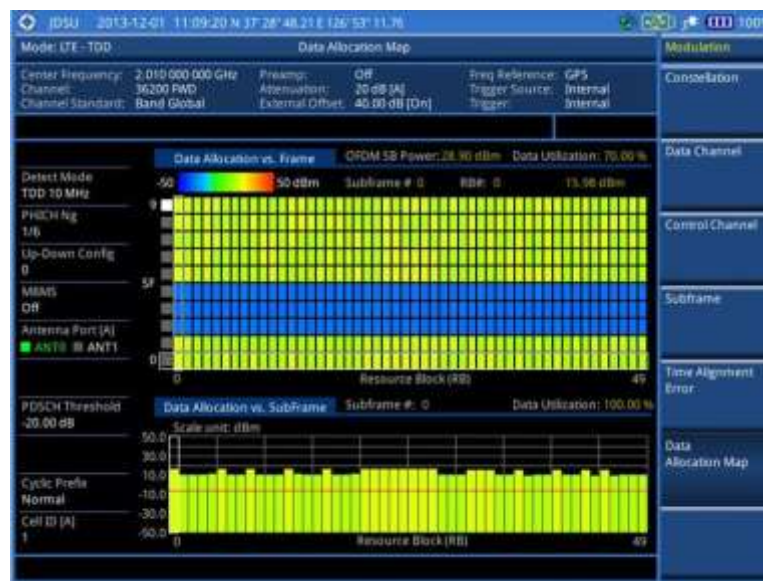 JDSU 2013-12-01 11:09:20 N 37° 28' 48.21 E 126° 53' 11.76 100%
Mode: LTE - TDD Data Allocation Map Modulation
Center Frequency: 2.010 000 000 GHz Preamp: Off Freq Reference: GPS
Channel: 36200 FWD Attenuation: 20 dB [A] Trigger Source: Internal
Channel Standard: Band Global External Offset: 40.00 dB [On] Trigger: Internal
Constellation
Data Channel
Control Channel
Subframe
Time Alignment
Error
Data
Allocation Map
Data Allocation vs. Frame OFDM SB Power: 28.90 dBm Data Utilization: 70.00 %
Detect Mode
TDD 10 MHz
-50 50 dBm Subframe #: 0 RB#: 0 15.98 dBm
PHICH Ng
1/6
Up-Down Config
0
MBMS
Off
Antenna Port [A]
ANT0 ANT1
9
SF
0
0 Resource Block (RB) 49
PDSCH Threshold
-20.00 dB
Data Allocation vs. SubFrame Subframe #: 0 Data Utilization: 100.00 %
Scale unit: dBm
50.0
30.0
10.0
-10.0
-30.0
-50.0
Cyclic Prefix
Normal
Cell ID [A]
1
0 Resource Block (RB) 49